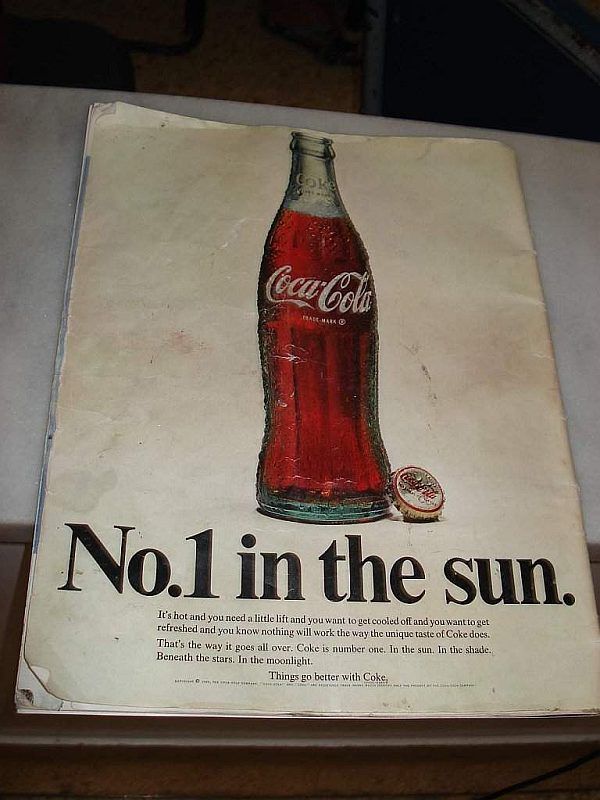 Coke
Coca-Cola
TRADE-MARK ®
Coca-Cola
No.1 in the sun.
It's hot and you need a little lift and you want to get cooled off and you want to get
refreshed and you know nothing will work the way the unique taste of Coke does.
That's the way it goes all over. Coke is number one. In the sun. In the shade.
Beneath the stars. In the moonlight.
Things go better with Coke.